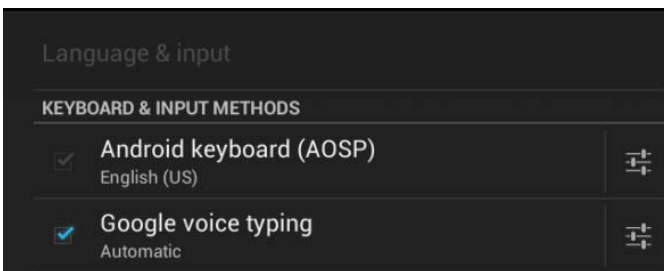 Language & input
KEYBOARD & INPUT METHODS
Android keyboard (AOSP)
English (US)
Google voice typing
Automatic